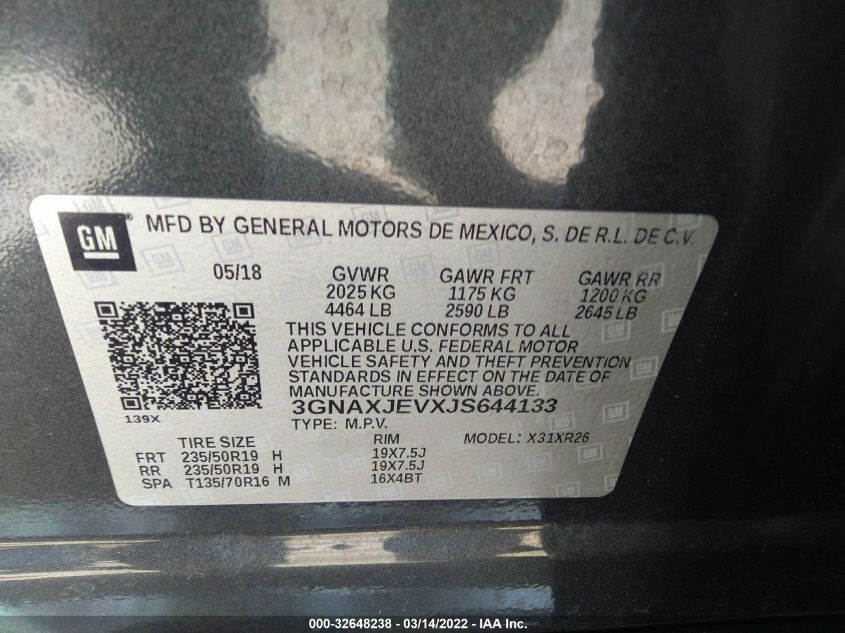 GM
MFD BY GENERAL MOTORS DE MEXICO, S. DE R.L. DE C.V.
05/18 GVWR GAWR FRT GAWR RR
2025 KG 1175 KG 1200 KG
4464 LB 2590 LB 2645 LB
THIS VEHICLE CONFORMS TO ALL
APPLICABLE U.S. FEDERAL MOTOR
VEHICLE SAFETY AND THEFT PREVENTION
STANDARDS IN EFFECT ON THE DATE OF
MANUFACTURE SHOWN ABOVE.
139X
3GNAXJEVXJS644133
TYPE: M.P.V.
TIRE SIZE RIM MODEL: X31XR26
FRT 235/50R19 H 19X7.5J
RR 235/50R19 H 19X7.5J
SPA T135/70R16 M 16X4BT
000-32648238 - 03/14/2022 - IAA Inc.